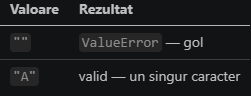 Valoare Rezultat
"" ValueError — gol
"A" valid — un singur caracter